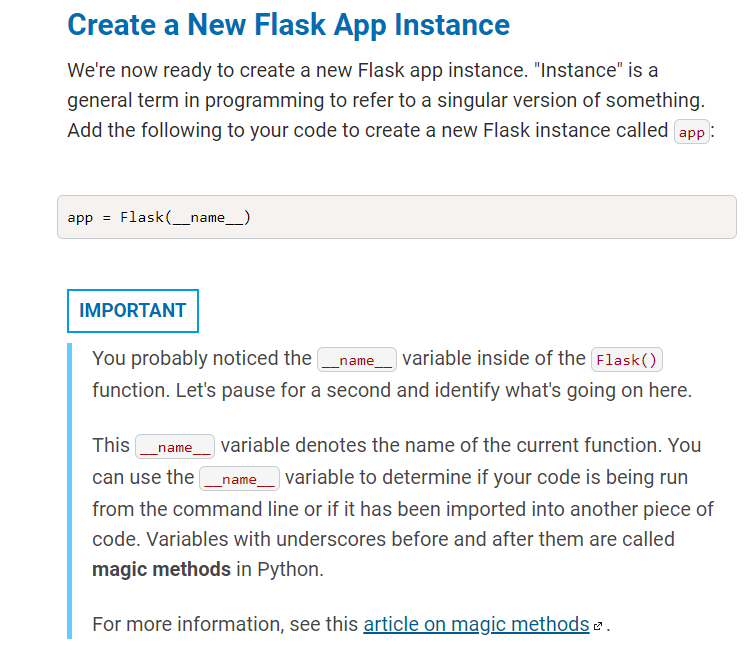 Create a New Flask App Instance
We're now ready to create a new Flask app instance. "Instance" is a
general term in programming to refer to a singular version of something.
Add the following to your code to create a new Flask instance called app:
app = Flask(__name__)
IMPORTANT
You probably noticed the __name__ variable inside of the Flask()
function. Let's pause for a second and identify what's going on here.
This __name__ variable denotes the name of the current function. You
can use the __name__ variable to determine if your code is being run
from the command line or if it has been imported into another piece of
code. Variables with underscores before and after them are called
magic methods in Python.
For more information, see this article on magic methods.